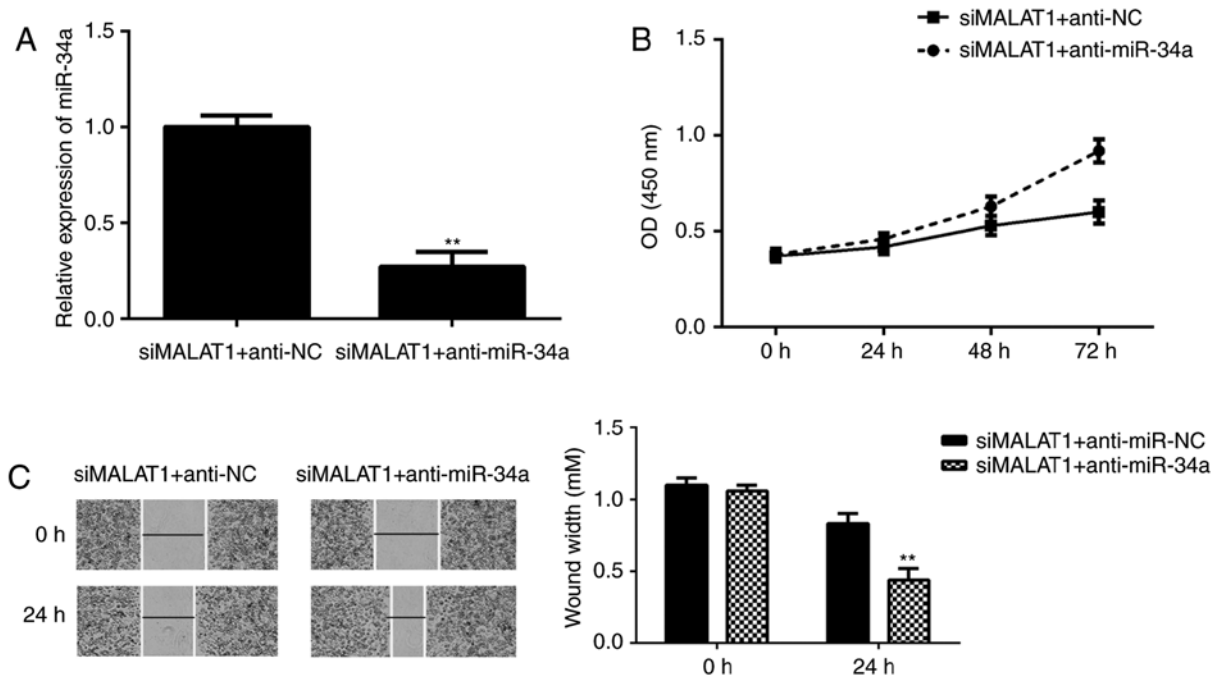 A
Relative expression of miR-34a
1.5
1.0
0.5
0.0
**
siMALAT1+anti-NC
siMALAT1+anti-miR-34a
B
siMALAT1+anti-NC
siMALAT1+anti-miR-34a
OD (450 nm)
1.5
1.0
0.5
0.0
0 h
24 h
48 h
72 h
C
siMALAT1+anti-NC
siMALAT1+anti-miR-34a
0 h
24 h
Wound width (mM)
1.5
1.0
0.5
0.0
**
0 h
24 h
siMALAT1+anti-miR-NC
siMALAT1+anti-miR-34a